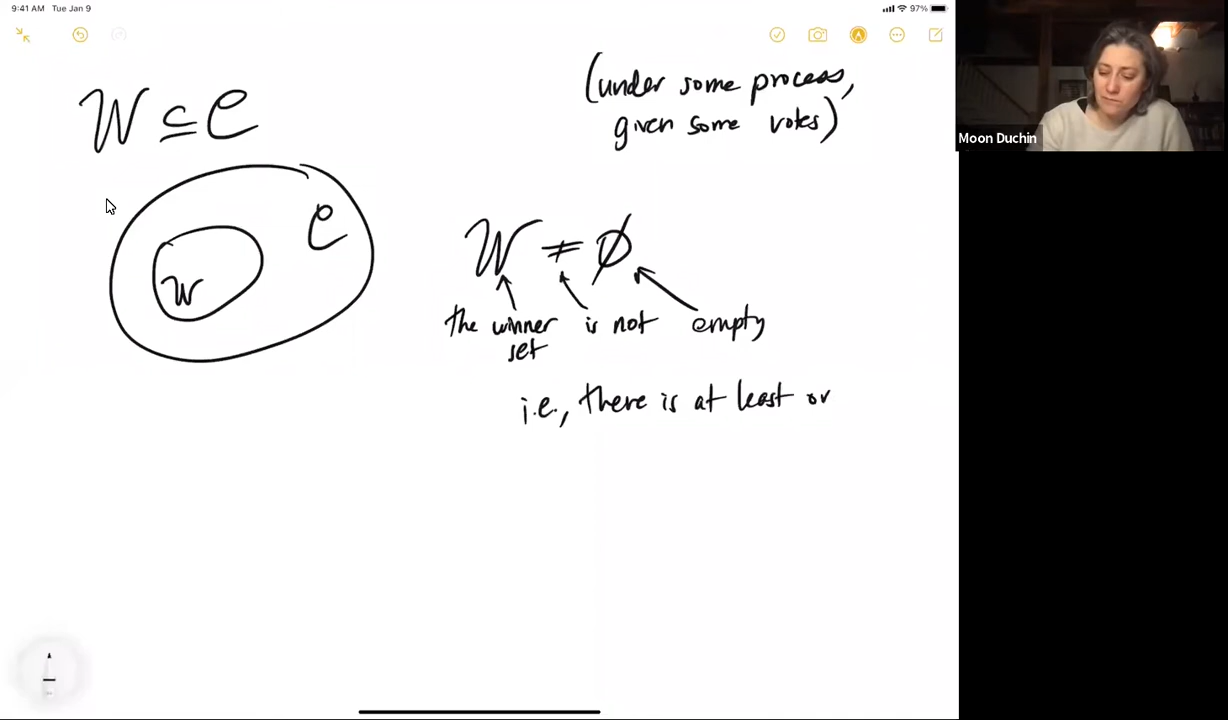 9:41 AM Tue Jan 9
97%
W ⊆ C
(under some process,
given some votes)
C
W
W ≠ ∅
the winner is not empty
set
i.e., there is at least or
Moon Duchin